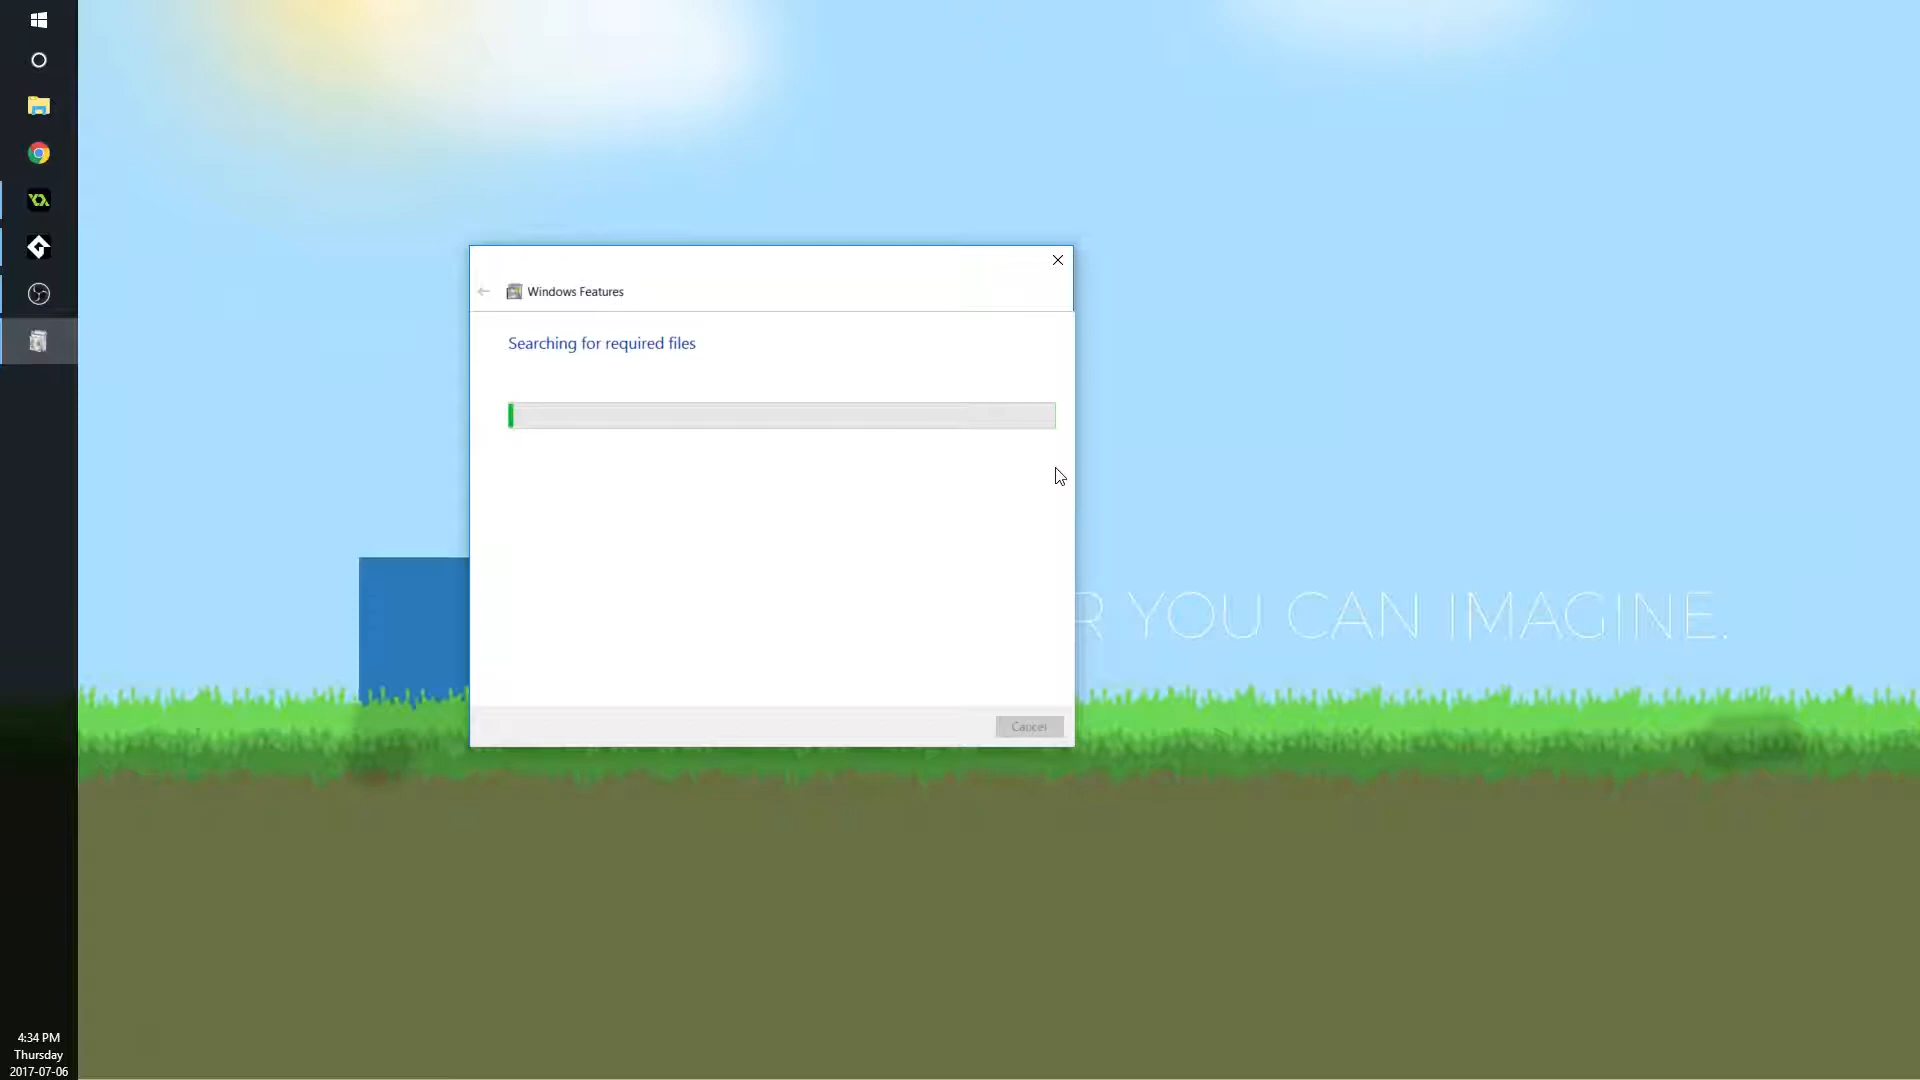 Windows Features
Searching for required files
R YOU CAN IMAGINE.
Cancel
4:34 PM
Thursday
2017-07-06